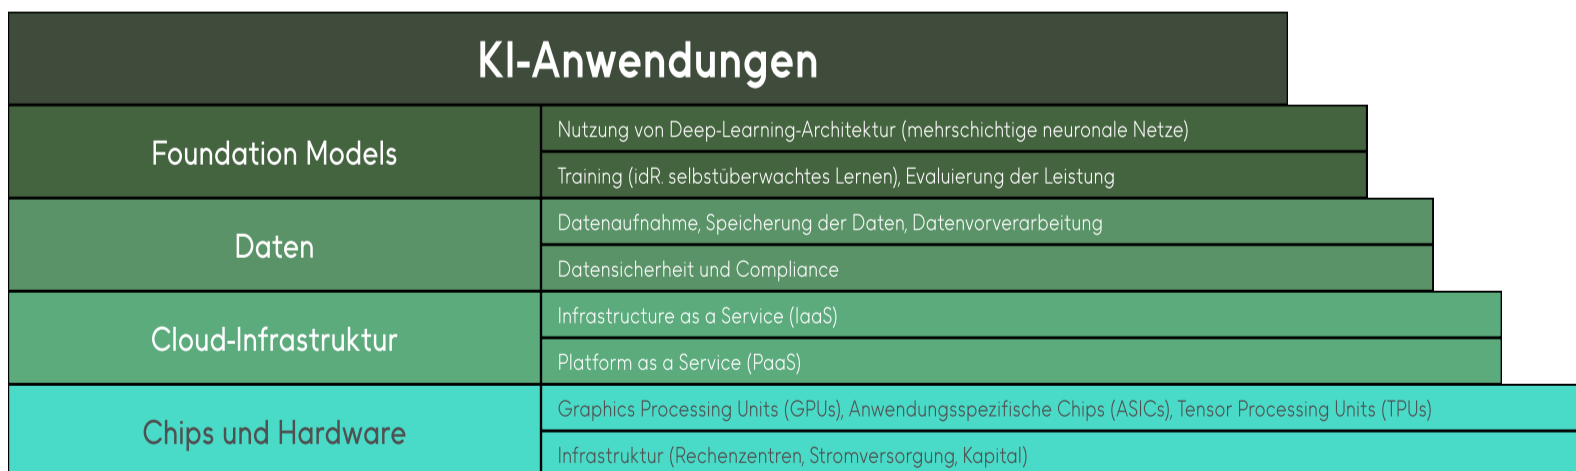 KI-Anwendungen
Foundation Models
Nutzung von Deep-Learning-Architektur (mehrschichtige neuronale Netze)
Training (idR. selbstüberwachtes Lernen), Evaluierung der Leistung
Daten
Datenaufnahme, Speicherung der Daten, Datenvorverarbeitung
Datensicherheit und Compliance
Cloud-Infrastruktur
Infrastructure as a Service (IaaS)
Platform as a Service (PaaS)
Chips und Hardware
Graphics Processing Units (GPUs), Anwendungsspezifische Chips (ASICs), Tensor Processing Units (TPUs)
Infrastruktur (Rechenzentren, Stromversorgung, Kapital)